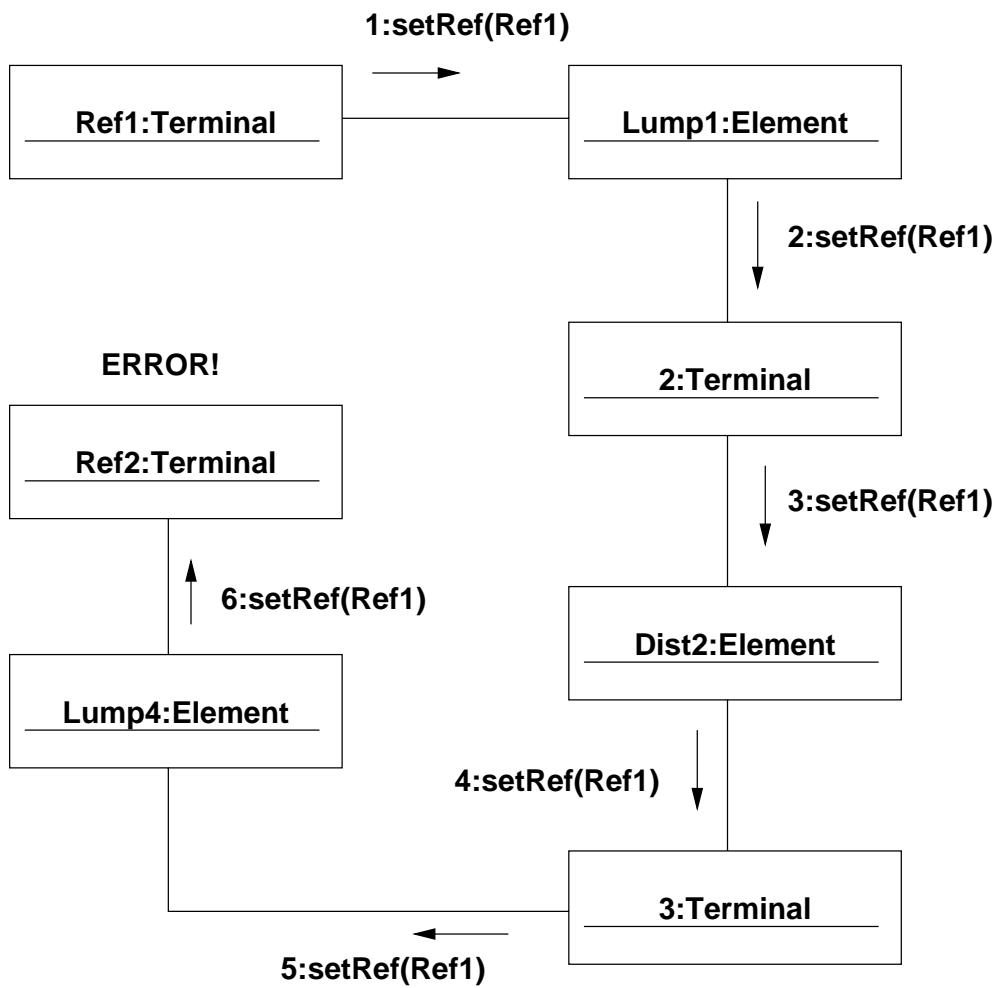 1:setRef(Ref1)
Ref1:Terminal
Lump1:Element
2:setRef(Ref1)
ERROR!
2:Terminal
Ref2:Terminal
3:setRef(Ref1)
6:setRef(Ref1)
Dist2:Element
Lump4:Element
4:setRef(Ref1)
3:Terminal
5:setRef(Ref1)